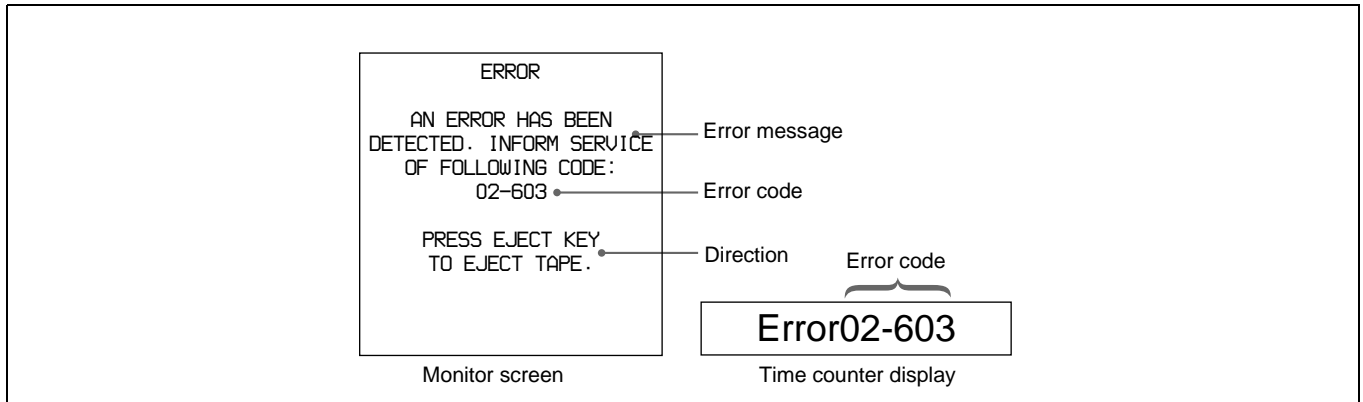 ERROR
AN ERROR HAS BEEN
DETECTED. INFORM SERVICE
OF FOLLOWING CODE:
02-603
PRESS EJECT KEY
TO EJECT TAPE.
Error message
Error code
Direction
Error code
Error02-603
Monitor screen
Time counter display